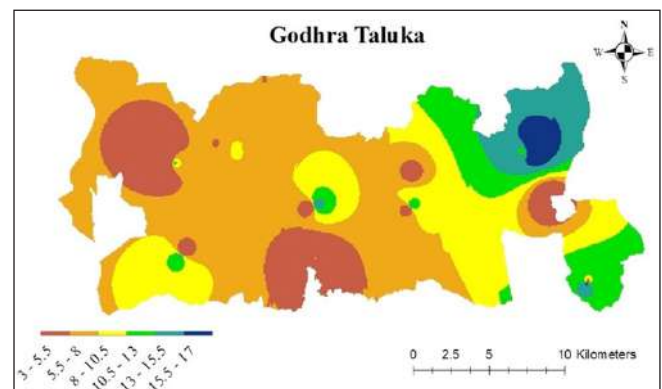 Godhra Taluka
N
W E
S
3 - 5.5
5.5 - 8
8 - 10.5
10.5 - 13
13 - 15.5
15.5 - 17
0 2.5 5 10 Kilometers